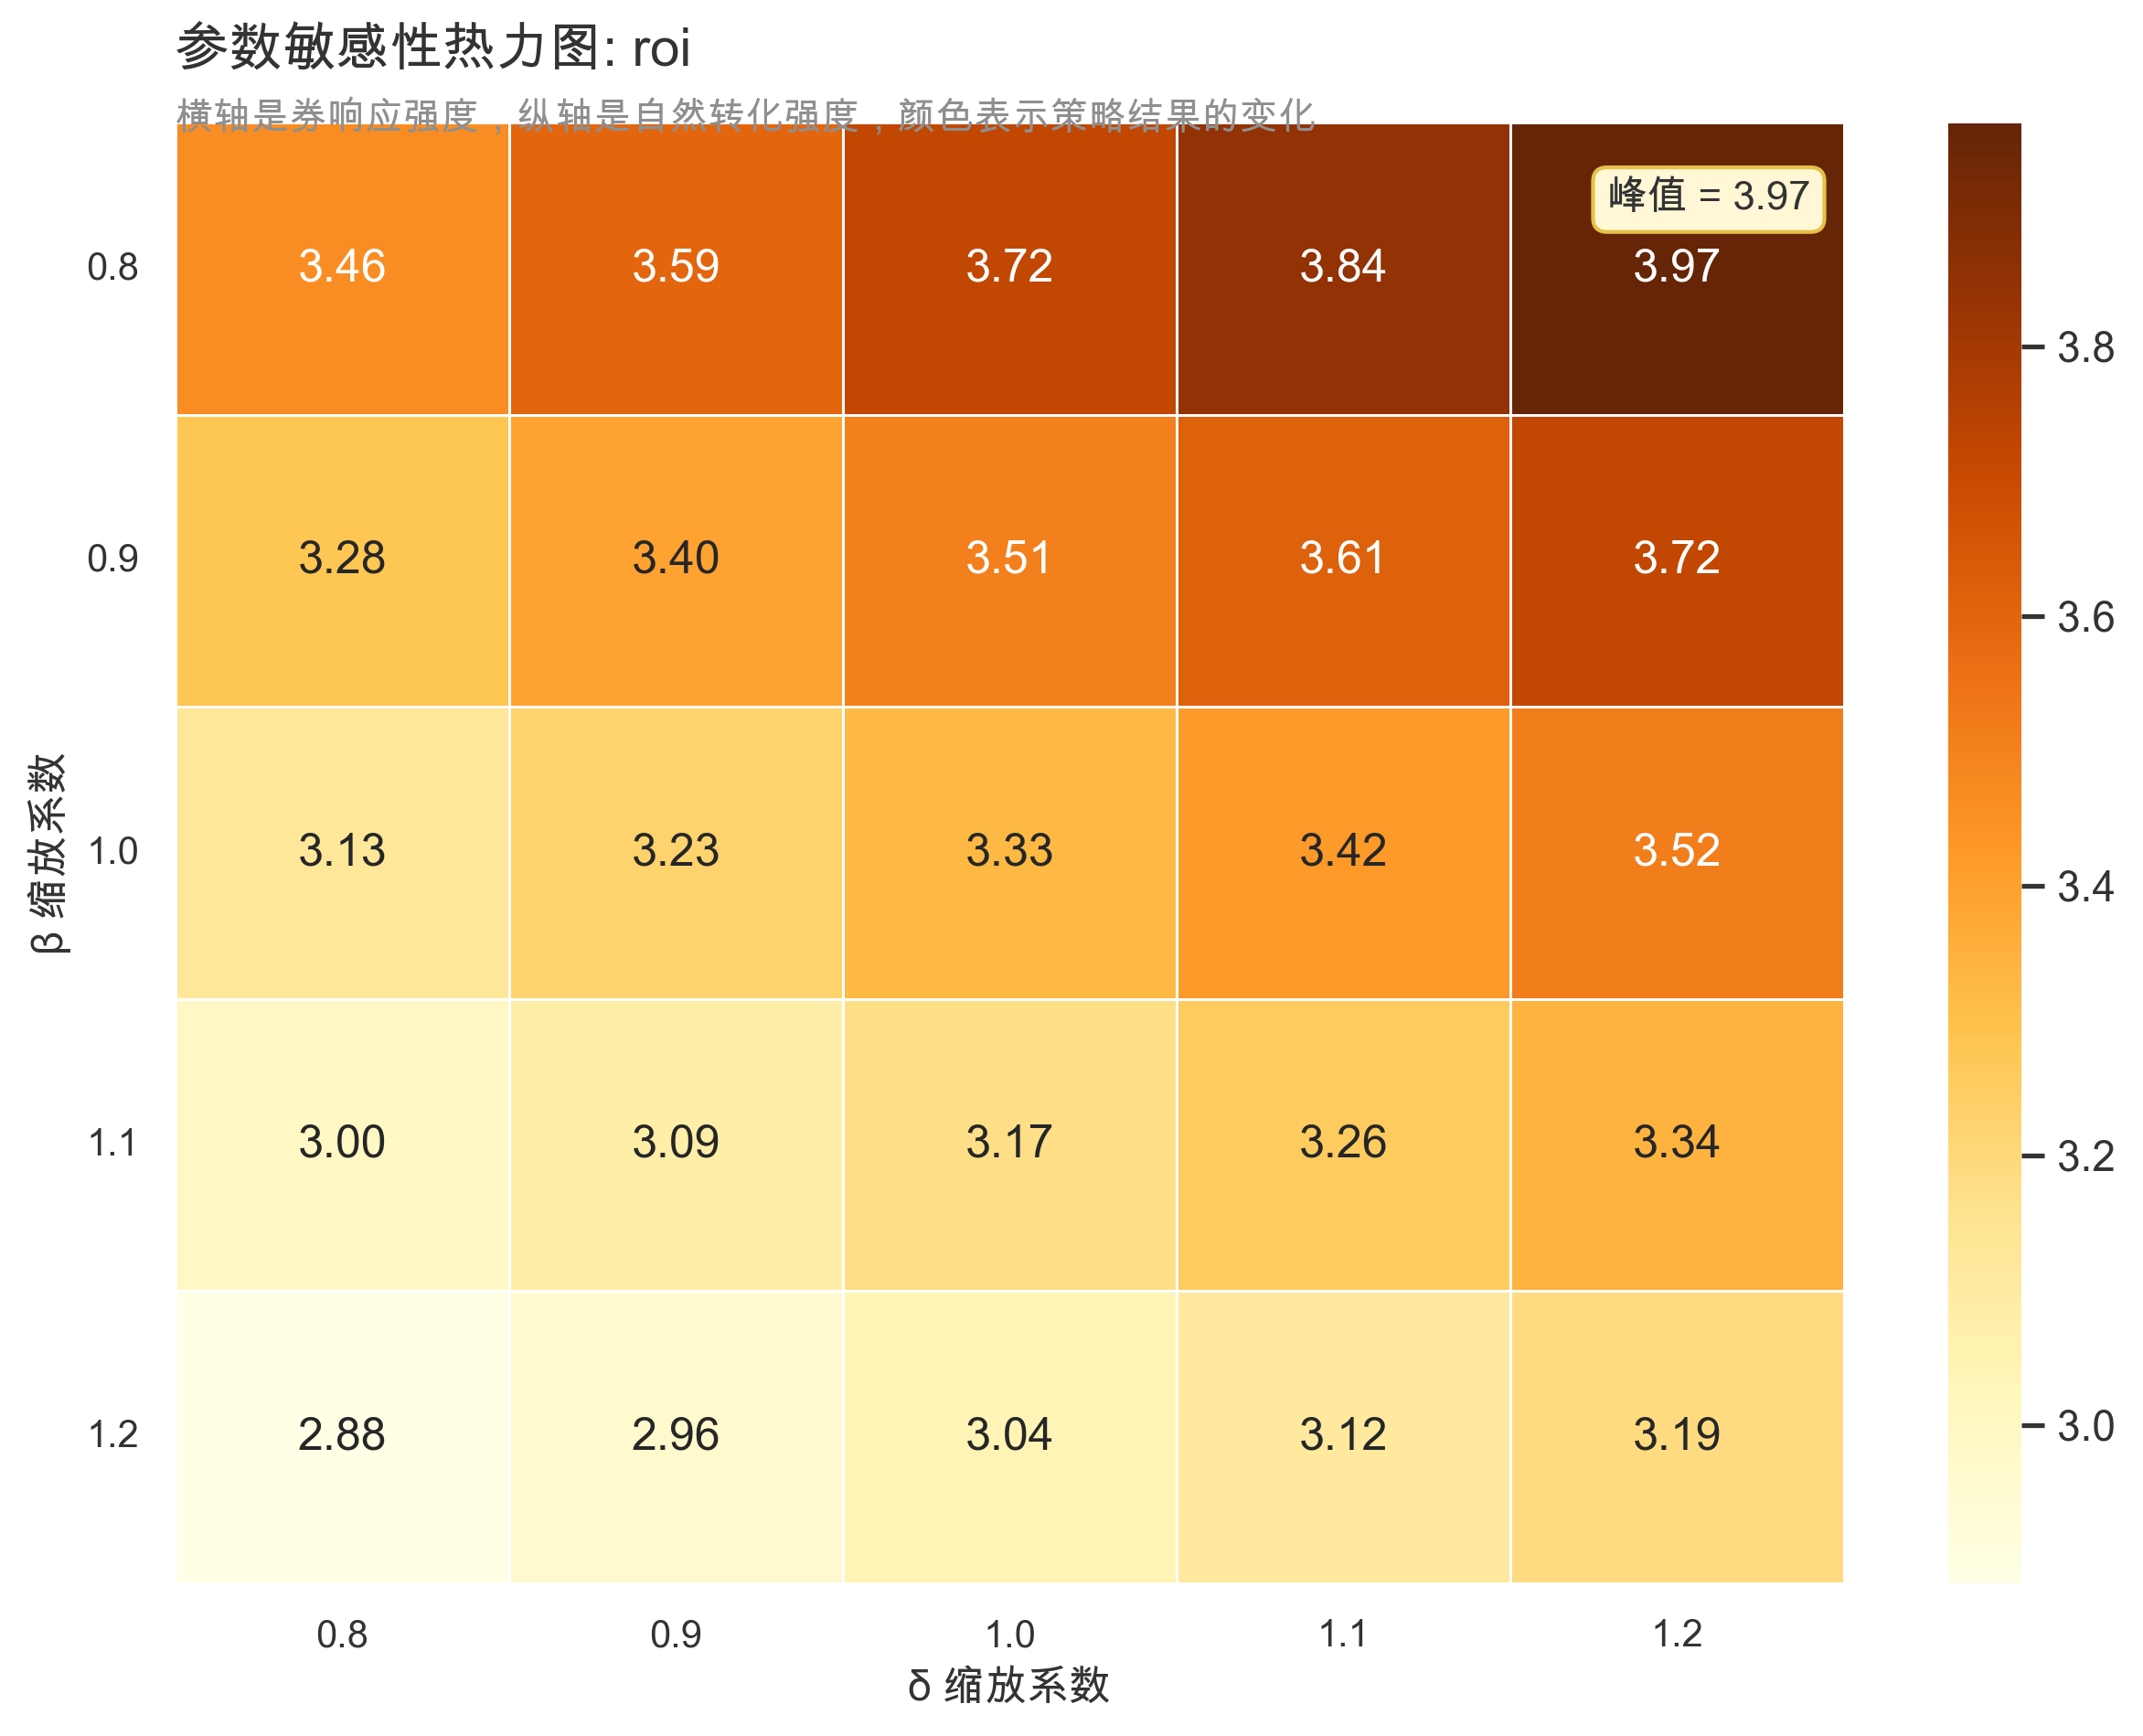 参数敏感性热力图: roi
横轴是券响应强度，纵轴是自然转化强度，颜色表示策略结果的变化
峰值 = 3.97
0.8 3.46 3.59 3.72 3.84 3.97
0.9 3.28 3.40 3.51 3.61 3.72
1.0 3.13 3.23 3.33 3.42 3.52
1.1 3.00 3.09 3.17 3.26 3.34
1.2 2.88 2.96 3.04 3.12 3.19
0.8 0.9 1.0 1.1 1.2
δ 缩放系数
β 缩放系数
3.8
3.6
3.4
3.2
3.0